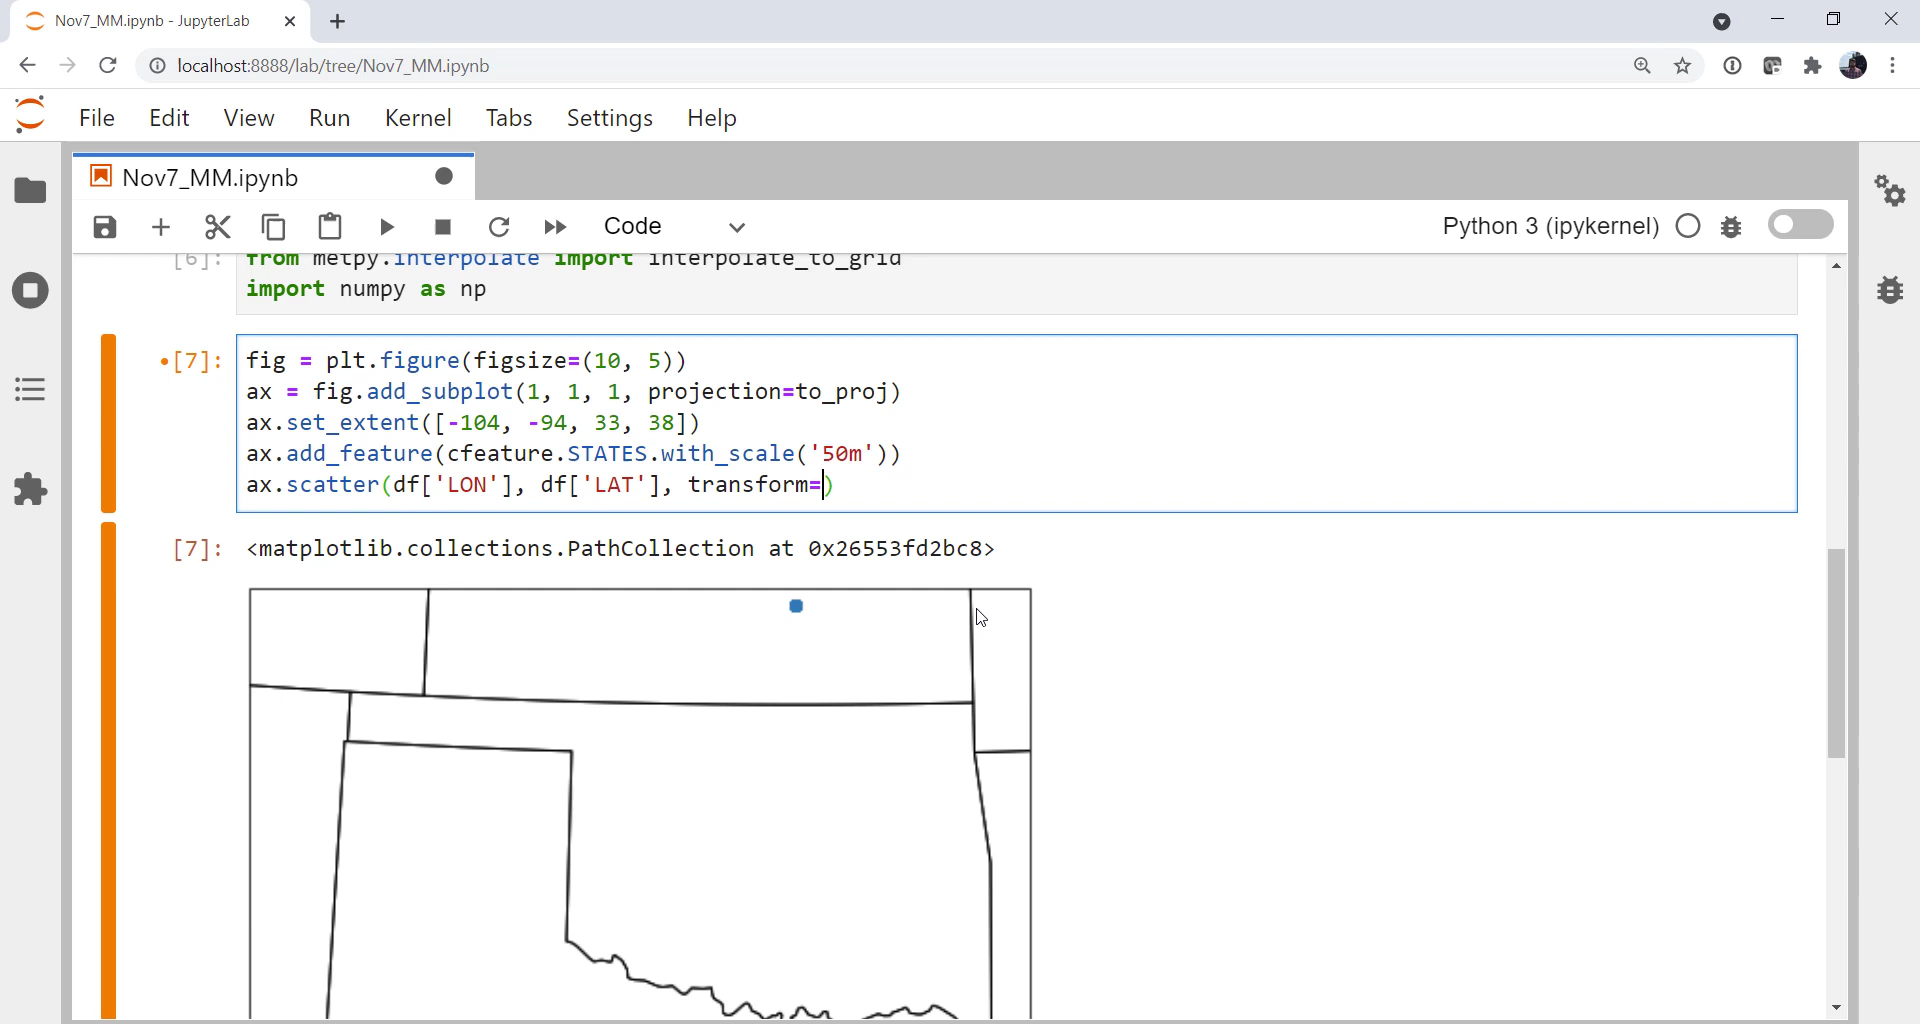 Nov7_MM.ipynb - JupyterLab
localhost:8888/lab/tree/Nov7_MM.ipynb
File Edit View Run Kernel Tabs Settings Help
Nov7_MM.ipynb
Code
Python 3 (ipykernel)
[6]: from metpy.interpolate import interpolate_to_grid
import numpy as np
•[7]: fig = plt.figure(figsize=(10, 5))
ax = fig.add_subplot(1, 1, 1, projection=to_proj)
ax.set_extent([-104, -94, 33, 38])
ax.add_feature(cfeature.STATES.with_scale('50m'))
ax.scatter(df['LON'], df['LAT'], transform=)
[7]: <matplotlib.collections.PathCollection at 0x26553fd2bc8>